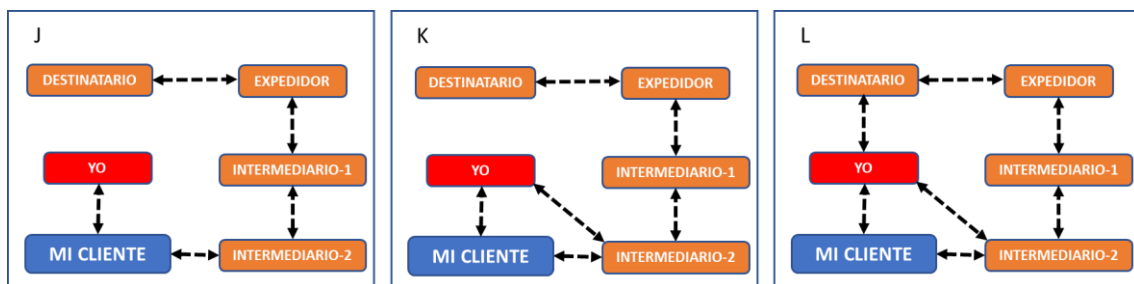 J
DESTINATARIO
EXPEDIDOR
YO
INTERMEDIARIO-1
MI CLIENTE
INTERMEDIARIO-2
K
DESTINATARIO
EXPEDIDOR
YO
INTERMEDIARIO-1
MI CLIENTE
INTERMEDIARIO-2
L
DESTINATARIO
EXPEDIDOR
YO
INTERMEDIARIO-1
MI CLIENTE
INTERMEDIARIO-2